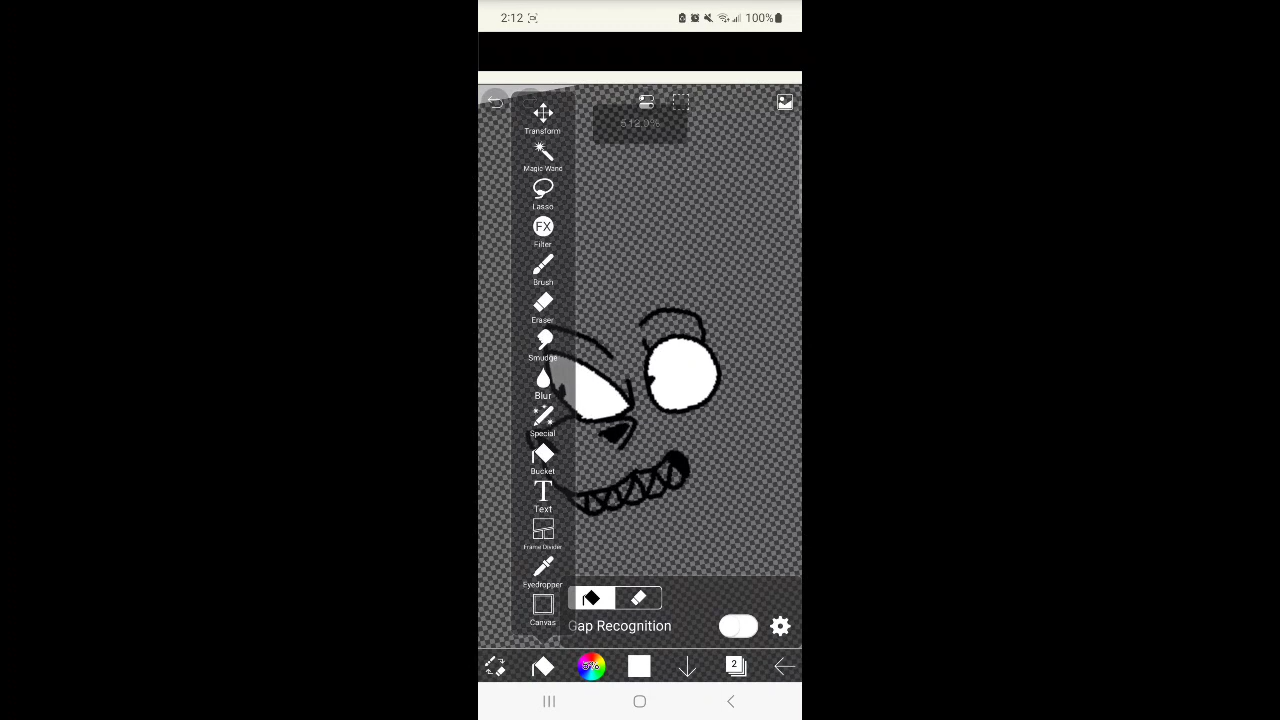 2:12
100%
512.0%
Transform
Magic Wand
Lasso
FX
Filter
Brush
Eraser
Smudge
Blur
Special
Bucket
T
Text
Frame Divider
Eyedropper
Canvas
Gap Recognition
2